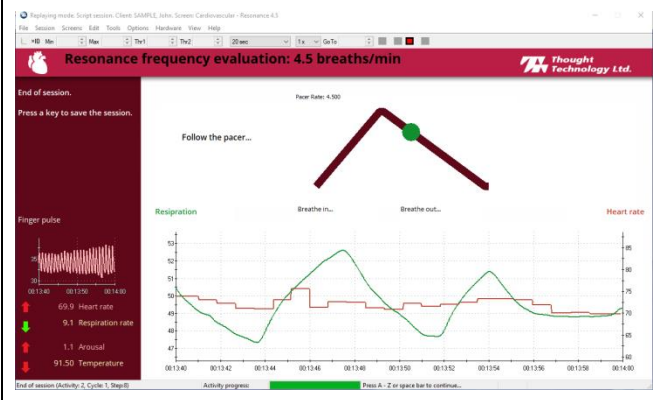 Replaying mode: Script session. Client: SAMPLE, John. Screen: Cardiovascular - Resonance 4.5
File Session Screens Edit Tools Options Hardware View Help
Min Max Thr1 Thr2 20 sec 1 x GoTo
Resonance frequency evaluation: 4.5 breaths/min
Thought
Technology Ltd.
End of session.
Press a key to save the session.
Pacer Rate: 4.500
Follow the pacer...
Breathe in... Breathe out...
Respiration Heart rate
Finger pulse
35
30
00:13:40 00:13:50 00:14:00
69.9 Heart rate
9.1 Respiration rate
1.1 Arousal
91.50 Temperature
53
52
51
50
49
48
47
85
80
75
70
65
60
00:13:40 00:13:42 00:13:44 00:13:46 00:13:48 00:13:50 00:13:52 00:13:54 00:13:56 00:13:58 00:14:00
End of session (Activity: 2, Cycle: 1, Step:8) Activity progress: Press A - Z or space bar to continue...